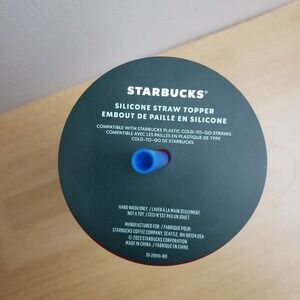 STARBUCKS®
SILICONE STRAW TOPPER
EMBOUT DE PAILLE EN SILICONE
COMPATIBLE WITH STARBUCKS PLASTIC COLD-TO-GO STRAWS
COMPATIBLE AVEC LES PAILLES EN PLASTIQUE DE TYPE
COLD-TO-GO DE STARBUCKS
HAND WASH ONLY / LAVER À LA MAIN SEULEMENT.
NOT A TOY / CECI N'EST PAS UN JOUET.
MANUFACTURED FOR / FABRIQUÉ POUR:
STARBUCKS COFFEE COMPANY, SEATTLE, WA 98134 USA
© 2023 STARBUCKS CORPORATION
MADE IN CHINA. / FABRIQUÉ EN CHINE.